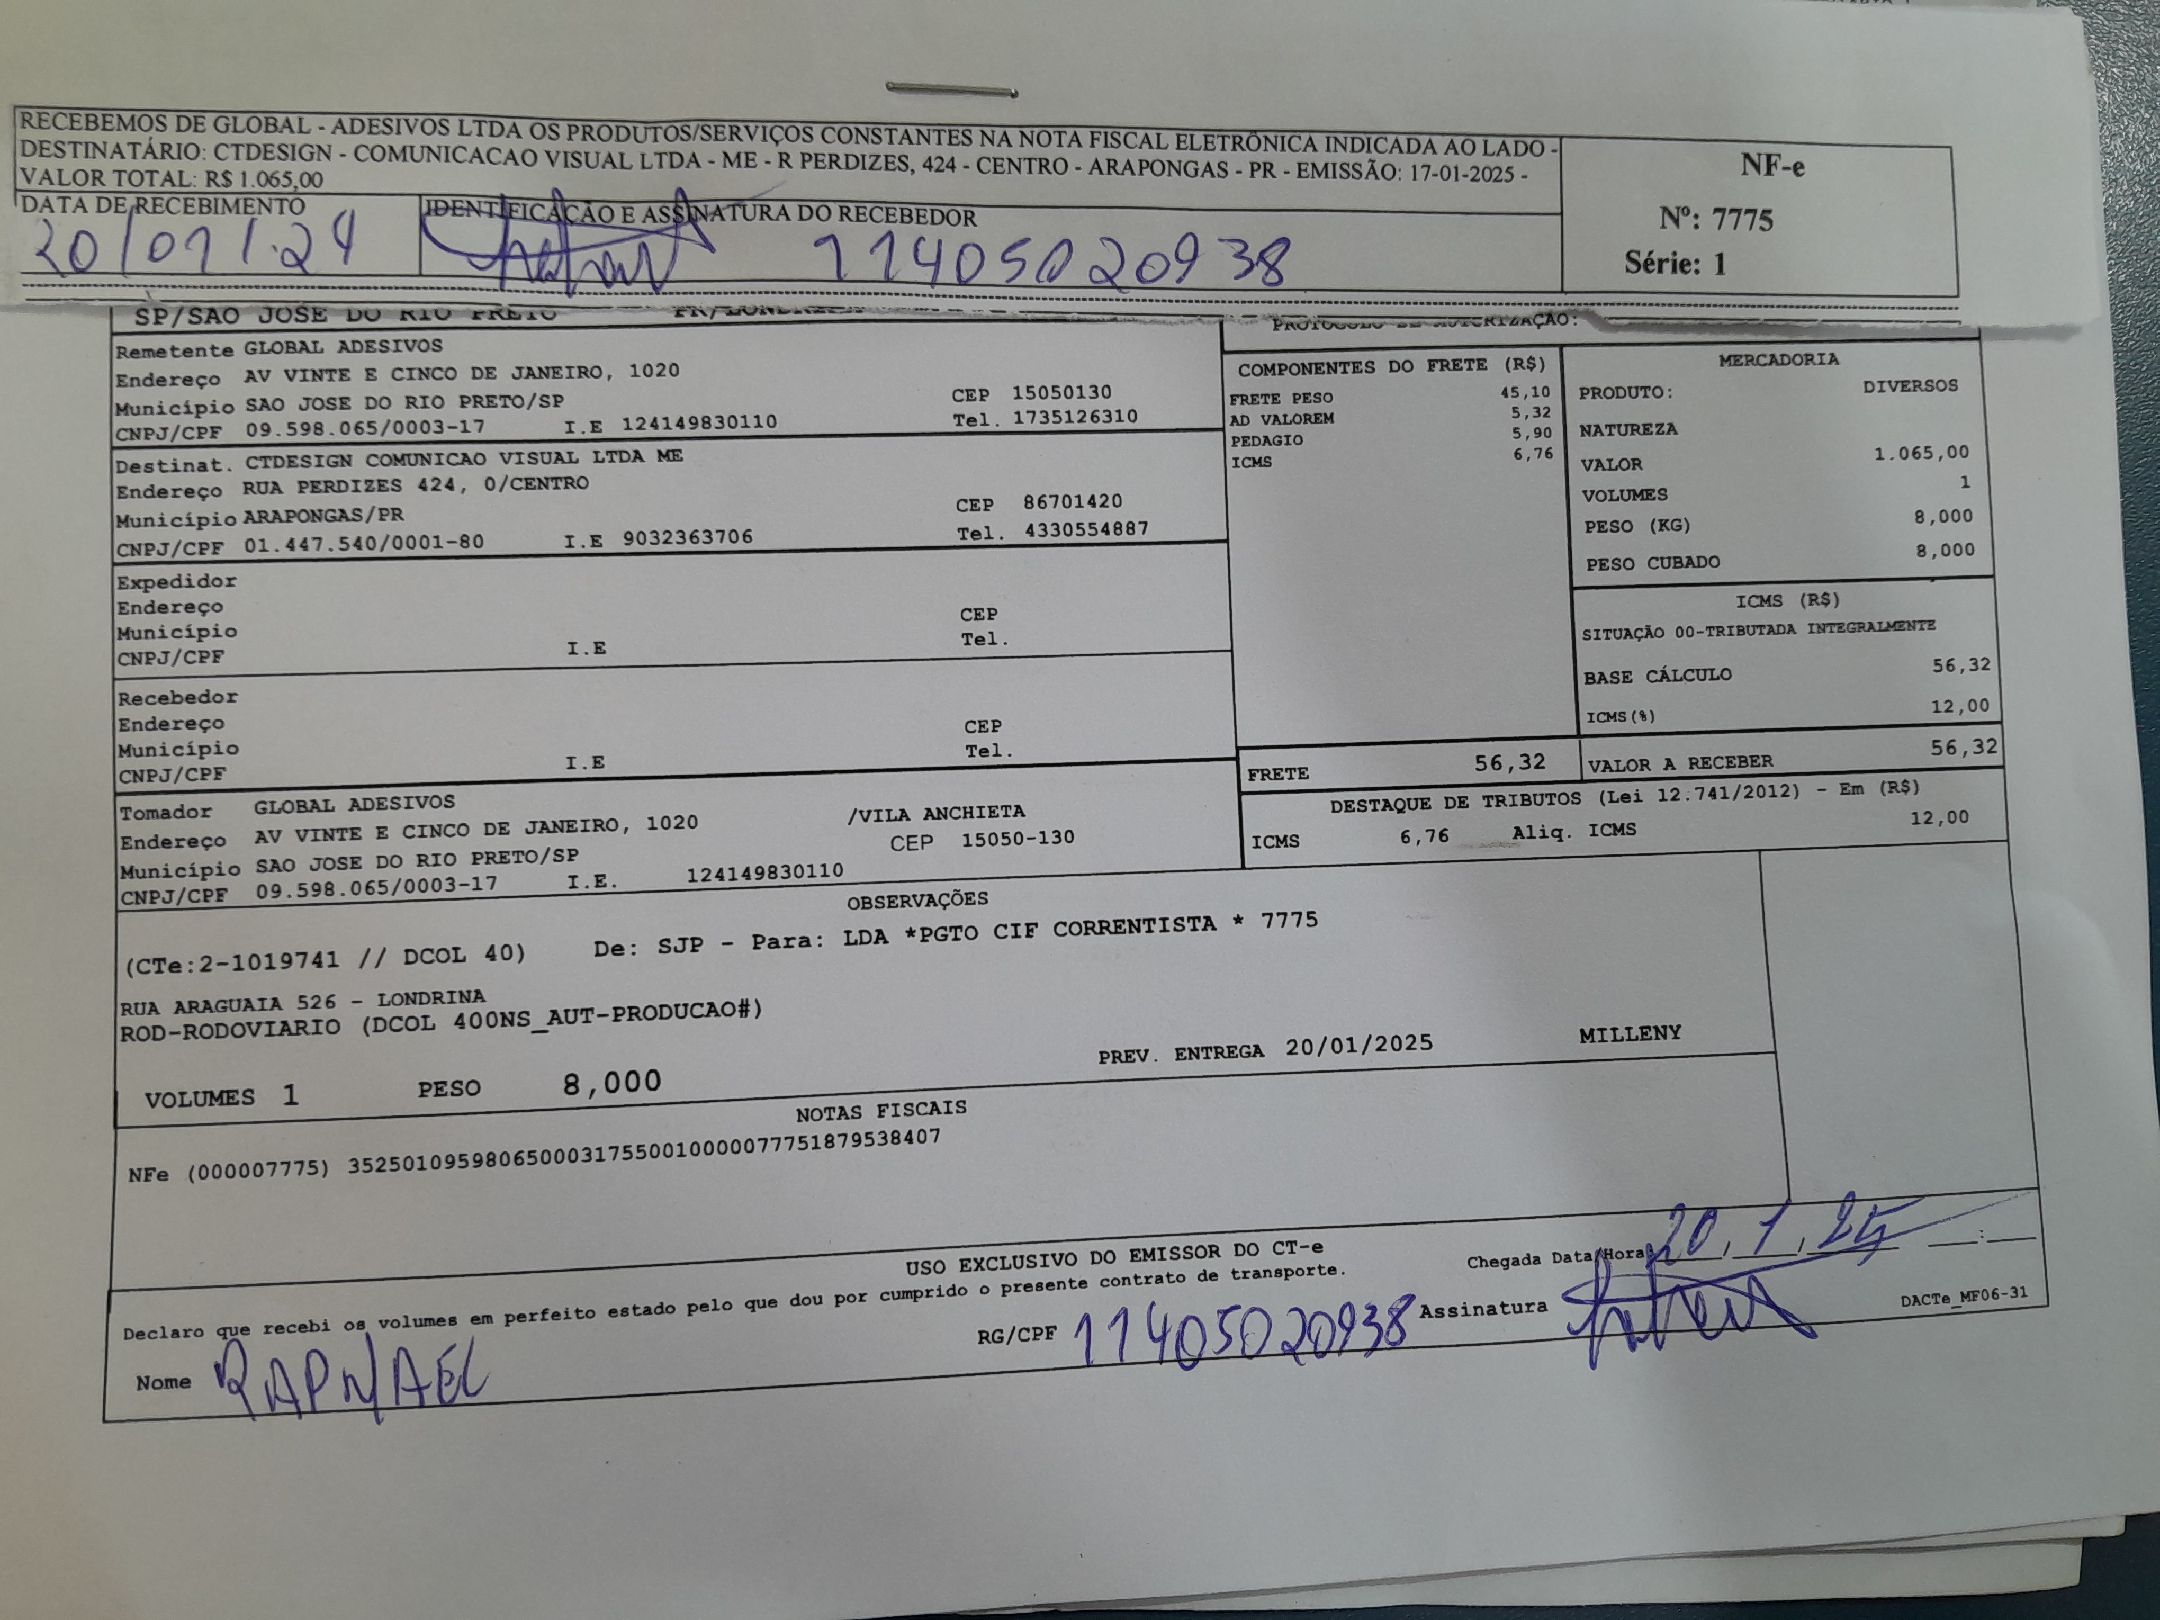 RECEBEMOS DE GLOBAL - ADESIVOS LTDA OS PRODUTOS/SERVIÇOS CONSTANTES NA NOTA FISCAL ELETRÔNICA INDICADA AO LADO -
DESTINATÁRIO: CTDESIGN - COMUNICACAO VISUAL LTDA - ME - R PERDIZES, 424 - CENTRO - ARAPONGAS - PR - EMISSÃO: 17-01-2025 -
VALOR TOTAL: R$ 1.065,00
NF-e
Nº: 7775
Série: 1
DATA DE RECEBIMENTO
20/01/24
IDENTIFICAÇÃO E ASSINATURA DO RECEBEDOR
11405020938
SP/SAO JOSE DO RIO PRETO PR/LONDRINA
PROTOCOLO DE AUTORIZAÇÃO:
Remetente GLOBAL ADESIVOS
Endereço AV VINTE E CINCO DE JANEIRO, 1020
Município SAO JOSE DO RIO PRETO/SP CEP 15050130
CNPJ/CPF 09.598.065/0003-17 I.E 124149830110 Tel. 1735126310
Destinat. CTDESIGN COMUNICAO VISUAL LTDA ME
Endereço RUA PERDIZES 424, 0/CENTRO
Município ARAPONGAS/PR CEP 86701420
CNPJ/CPF 01.447.540/0001-80 I.E 9032363706 Tel. 4330554887
Expedidor
Endereço
Município CEP
CNPJ/CPF I.E Tel.
Recebedor
Endereço
Município CEP
CNPJ/CPF I.E Tel.
Tomador GLOBAL ADESIVOS
Endereço AV VINTE E CINCO DE JANEIRO, 1020 /VILA ANCHIETA
Município SAO JOSE DO RIO PRETO/SP CEP 15050-130
CNPJ/CPF 09.598.065/0003-17 I.E. 124149830110
COMPONENTES DO FRETE (R$)
FRETE PESO 45,10
AD VALOREM 5,32
PEDAGIO 5,90
ICMS 6,76
MERCADORIA
PRODUTO: DIVERSOS
NATUREZA
VALOR 1.065,00
VOLUMES 1
PESO (KG) 8,000
PESO CUBADO 8,000
ICMS (R$)
SITUAÇÃO 00-TRIBUTADA INTEGRALMENTE
BASE CÁLCULO 56,32
ICMS(%) 12,00
FRETE 56,32 VALOR A RECEBER 56,32
DESTAQUE DE TRIBUTOS (Lei 12.741/2012) - Em (R$)
ICMS 6,76 Aliq. ICMS 12,00
OBSERVAÇÕES
(CTe:2-1019741 // DCOL 40) De: SJP - Para: LDA *PGTO CIF CORRENTISTA * 7775
RUA ARAGUAIA 526 - LONDRINA
ROD-RODOVIARIO (DCOL 400NS_AUT-PRODUCAO#)
PREV. ENTREGA 20/01/2025 MILLENY
VOLUMES 1 PESO 8,000
NOTAS FISCAIS
NFe (000007775) 35250109598065000317550010000077751879538407
USO EXCLUSIVO DO EMISSOR DO CT-e
Chegada Data/Hora 20,1,25 ___:___
Declaro que recebi os volumes em perfeito estado pelo que dou por cumprido o presente contrato de transporte.
Nome RAPHAEL RG/CPF 11405020938 Assinatura
DACTe_MF06-31